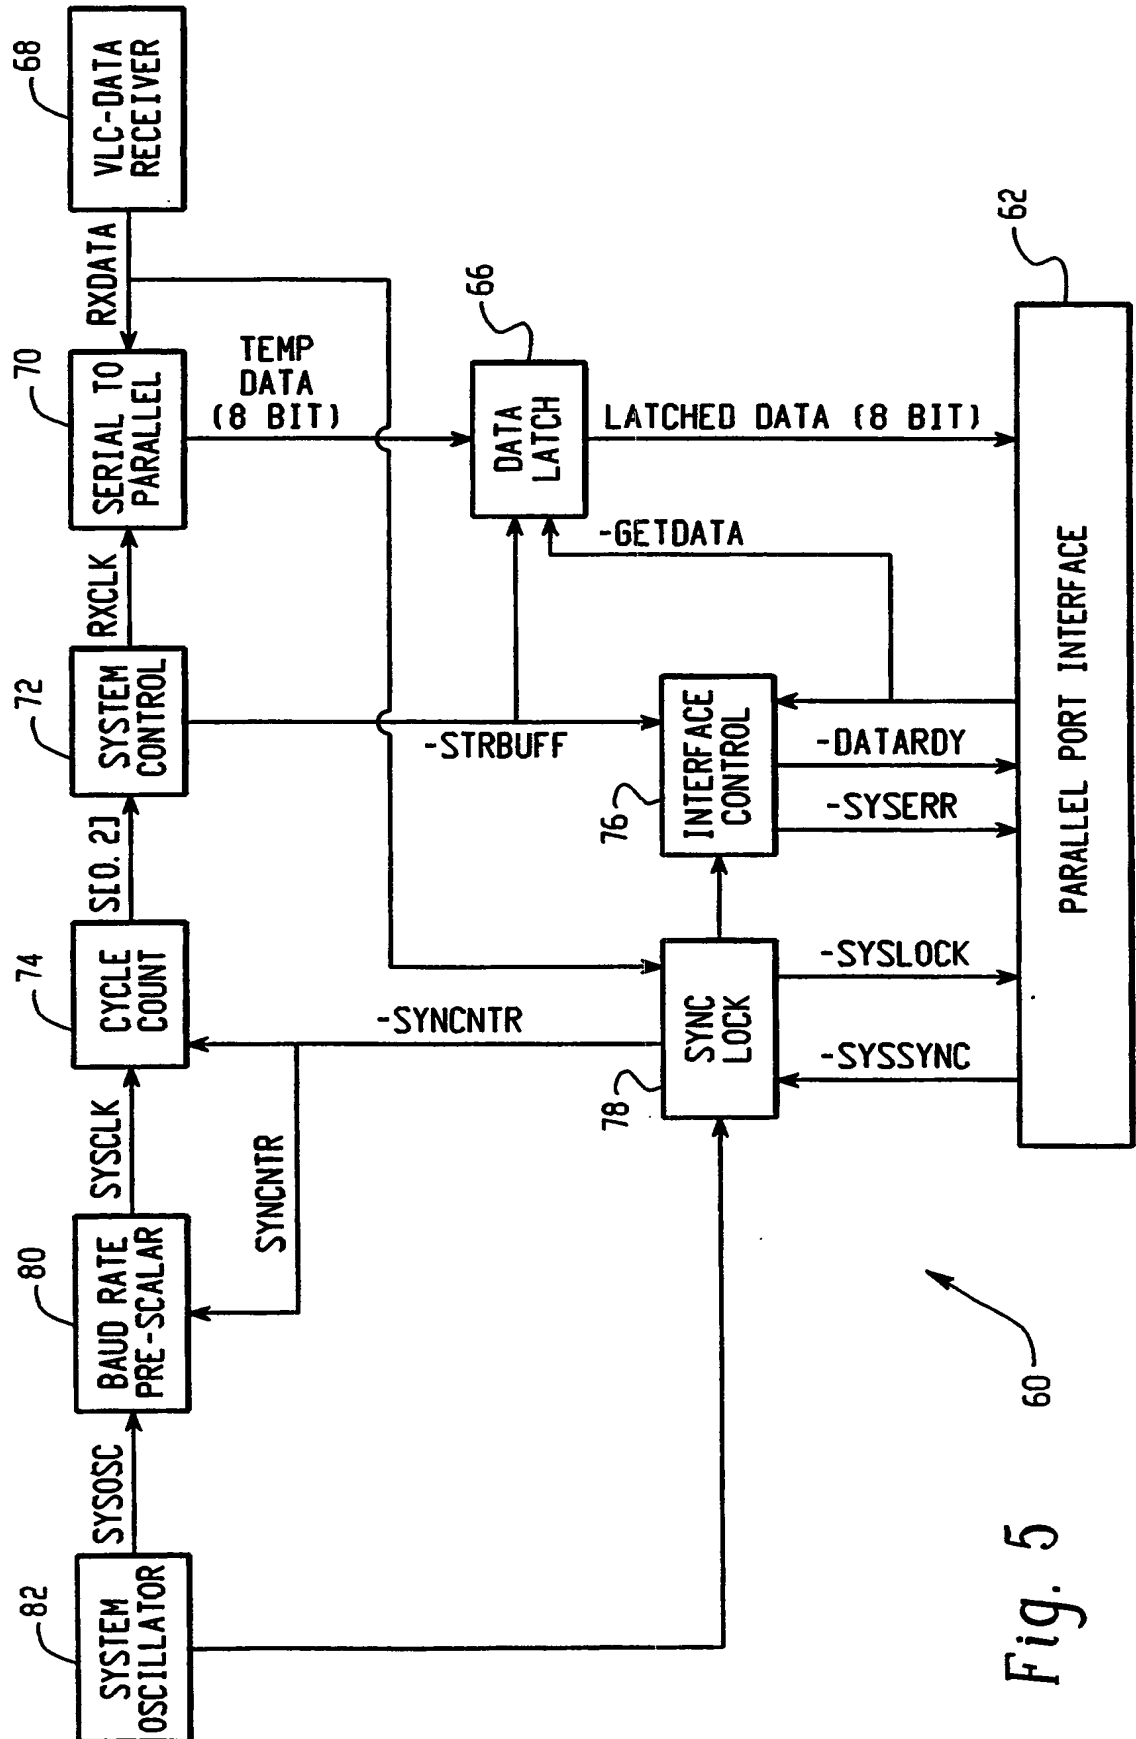 82
SYSTEM
OSCILLATOR
SYSOSC
80
BAUD RATE
PRE-SCALAR
SYSCLK
74
CYCLE
COUNT
S[0.2]
72
SYSTEM
CONTROL
RXCLK
70
SERIAL TO
PARALLEL
RXDATA
68
VLC-DATA
RECEIVER
SYNCNTR
-SYNCNTR
-STRBUFF
TEMP
DATA
(8 BIT)
66
DATA
LATCH
78
SYNC
LOCK
76
INTERFACE
CONTROL
-GETDATA
LATCHED DATA (8 BIT)
-SYSSYNC
-SYSLOCK
-SYSERR
-DATARDY
62
PARALLEL PORT INTERFACE
60
Fig. 5